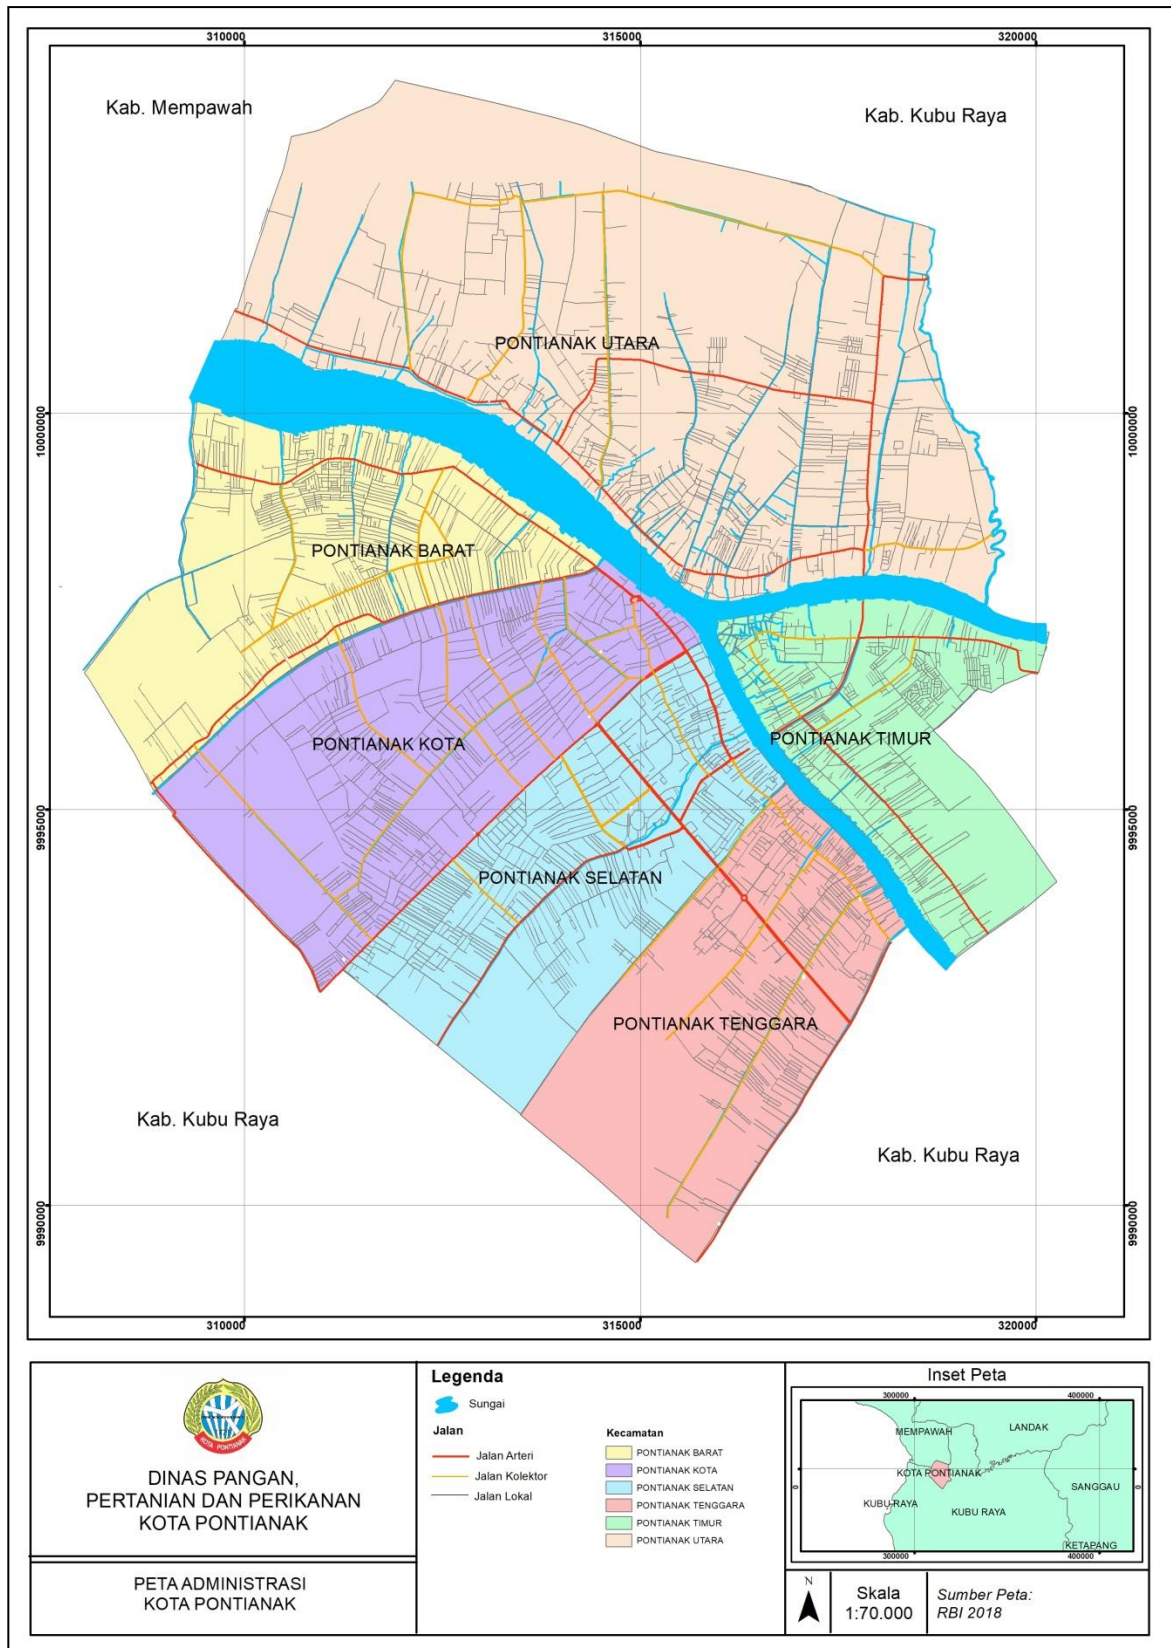 310000
315000
320000
Kab. Mempawah
Kab. Kubu Raya
PONTIANAK UTARA
10000000
10000000
PONTIANAK BARAT
PONTIANAK KOTA
PONTIANAK TIMUR
9995000
9995000
PONTIANAK SELATAN
PONTIANAK TENGGARA
Kab. Kubu Raya
Kab. Kubu Raya
9990000
9990000
310000
315000
320000
KOTA PONTIANAK
DINAS PANGAN,
PERTANIAN DAN PERIKANAN
KOTA PONTIANAK
PETA ADMINISTRASI
KOTA PONTIANAK
Legenda
Sungai
Jalan
Jalan Arteri
Jalan Kolektor
Jalan Lokal
Kecamatan
PONTIANAK BARAT
PONTIANAK KOTA
PONTIANAK SELATAN
PONTIANAK TENGGARA
PONTIANAK TIMUR
PONTIANAK UTARA
Inset Peta
300000
400000
MEMPAWAH
LANDAK
KOTA PONTIANAK
0
0
SANGGAU
KUBU RAYA
KUBU RAYA
KETAPANG
300000
400000
N
Skala
1:70.000
Sumber Peta:
RBI 2018